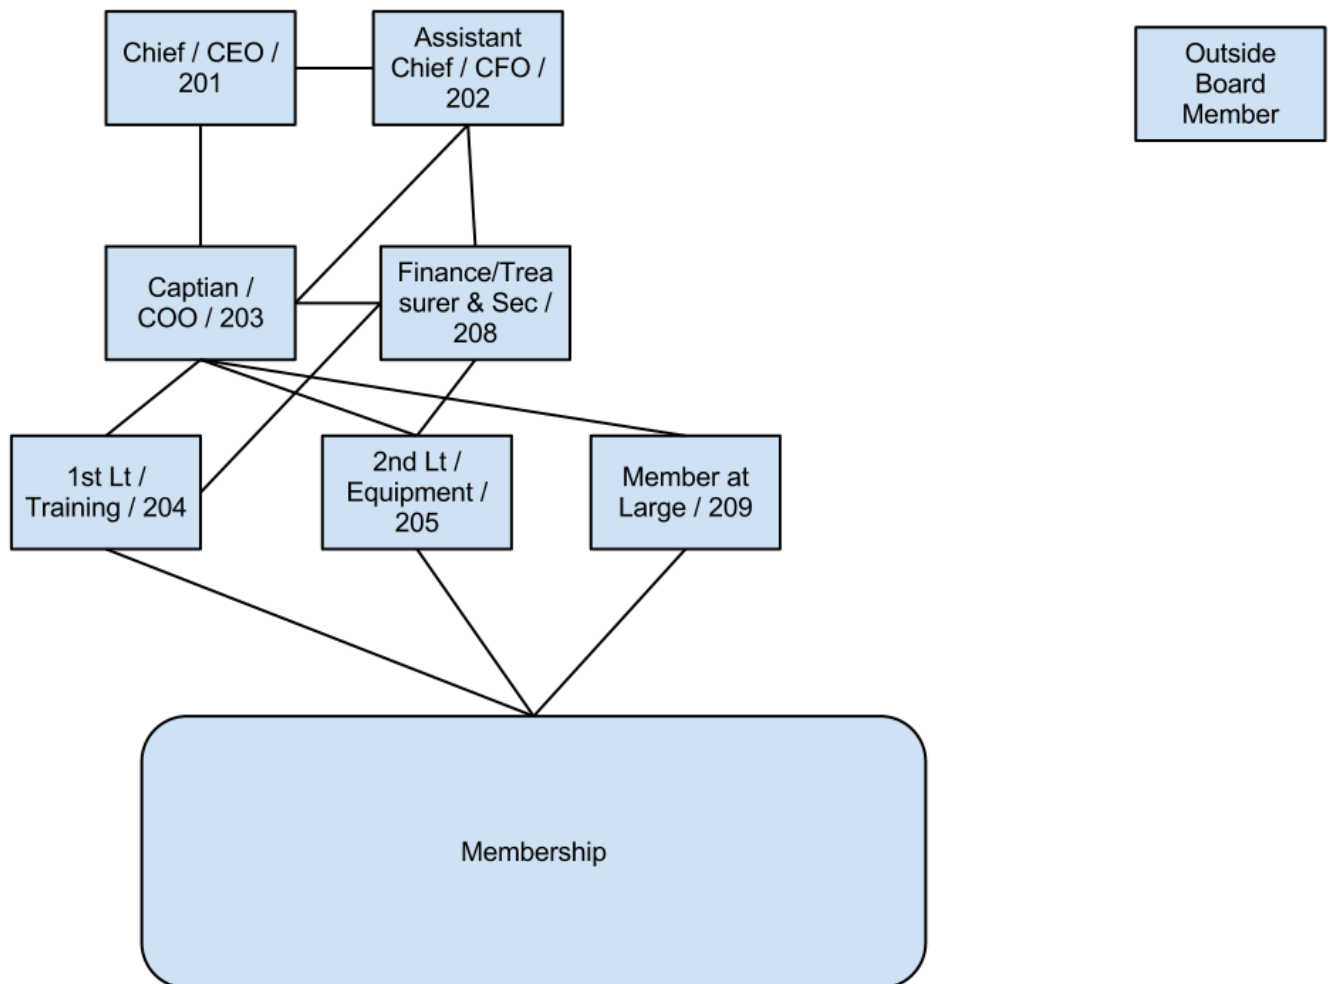 Chief / CEO /
201
Assistant
Chief / CFO /
202
Outside
Board
Member
Captian /
COO / 203
Finance/Trea
surer & Sec /
208
1st Lt /
Training / 204
2nd Lt /
Equipment /
205
Member at
Large / 209
Membership